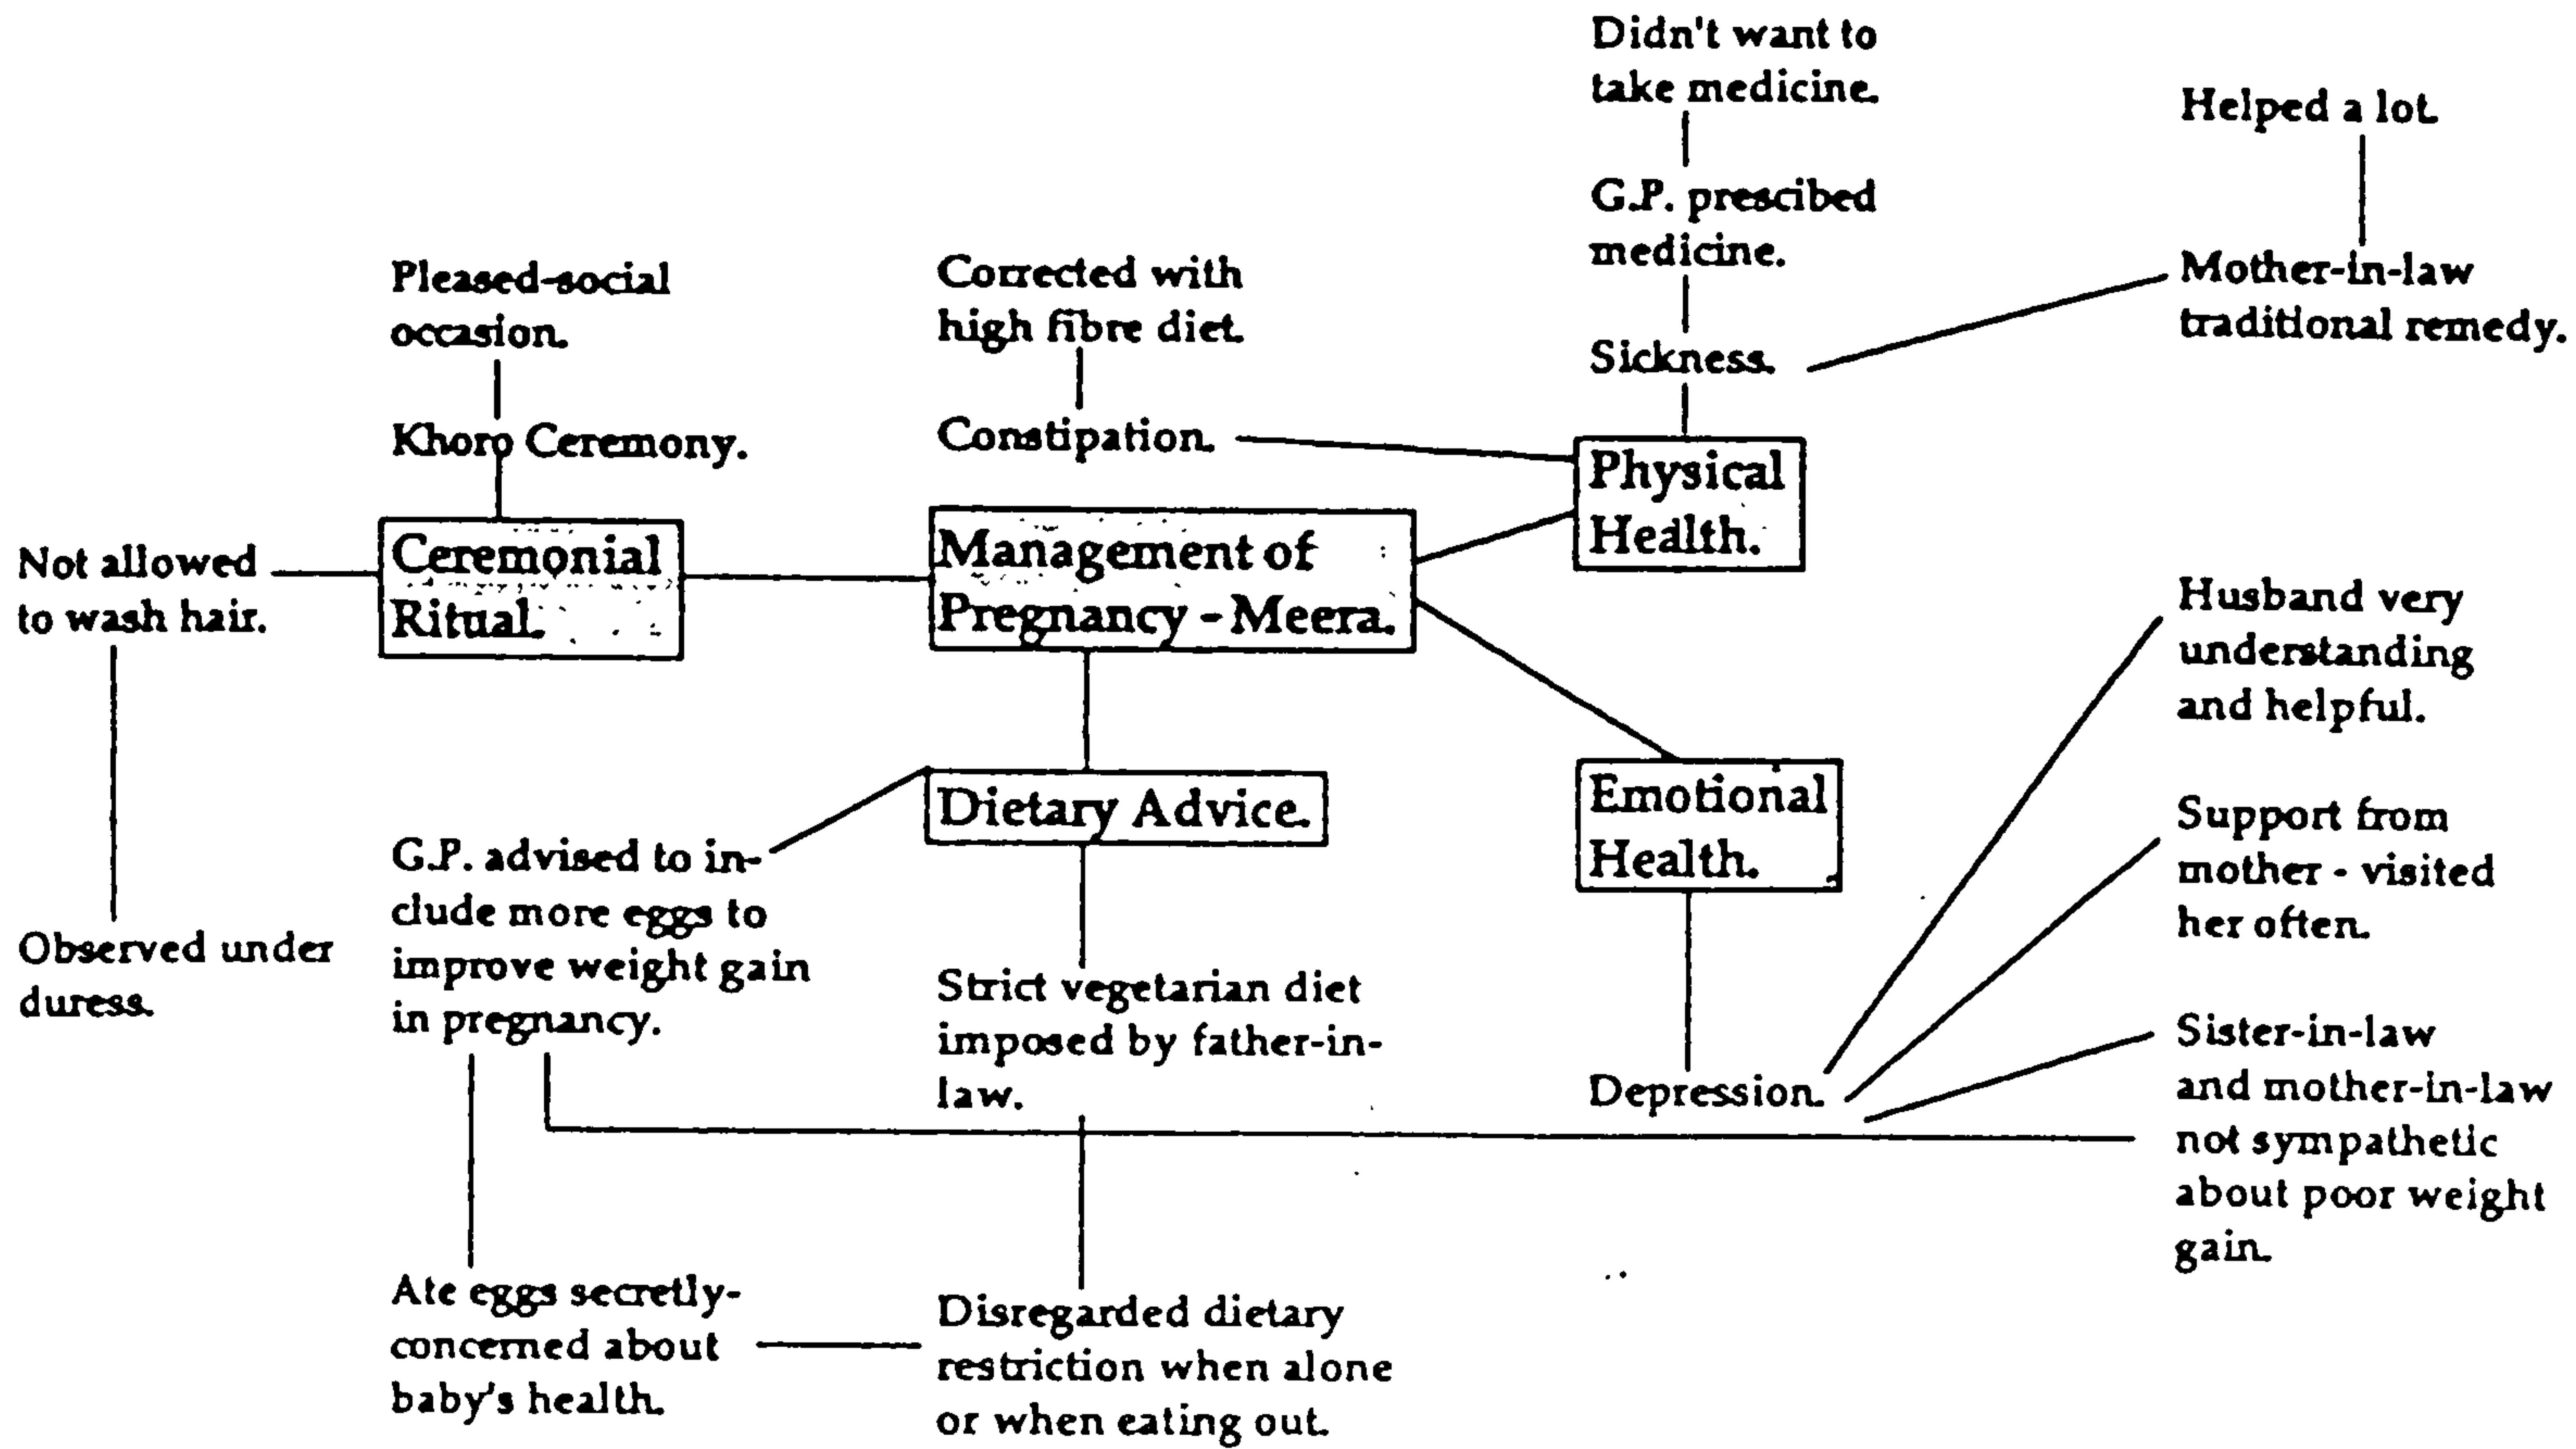 Didn't want to
take medicine.
Helped a lot.
G.P. prescibed
medicine.
Pleased-social
occasion.
Corrected with
high fibre diet.
Mother-in-law
traditional remedy.
Sickness.
Khoro Ceremony.
Constipation.
Physical
Health.
Not allowed
to wash hair.
Ceremonial
Ritual.
Management of
Pregnancy - Meera.
Husband very
understanding
and helpful.
Dietary Advice.
Emotional
Health.
Support from
mother - visited
her often.
G.P. advised to in-
clude more eggs to
improve weight gain
in pregnancy.
Observed under
duress.
Strict vegetarian diet
imposed by father-in-
law.
Depression.
Sister-in-law
and mother-in-law
not sympathetic
about poor weight
gain.
Ate eggs secretly-
concerned about
baby's health.
Disregarded dietary
restriction when alone
or when eating out.